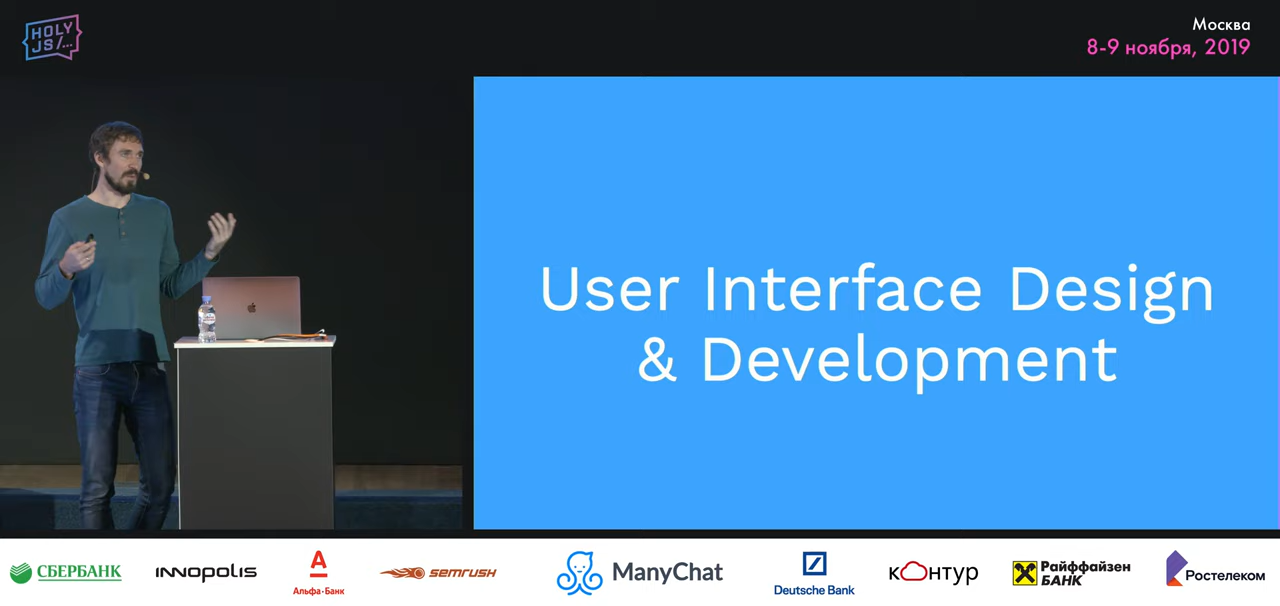 HOLY
JS/...
Москва
8-9 ноября, 2019
User Interface Design
& Development
СБЕРБАНК
INNOPOLIS
Альфа·Банк
semrush
ManyChat
Deutsche Bank
контур
Райффайзен
БАНК
Ростелеком